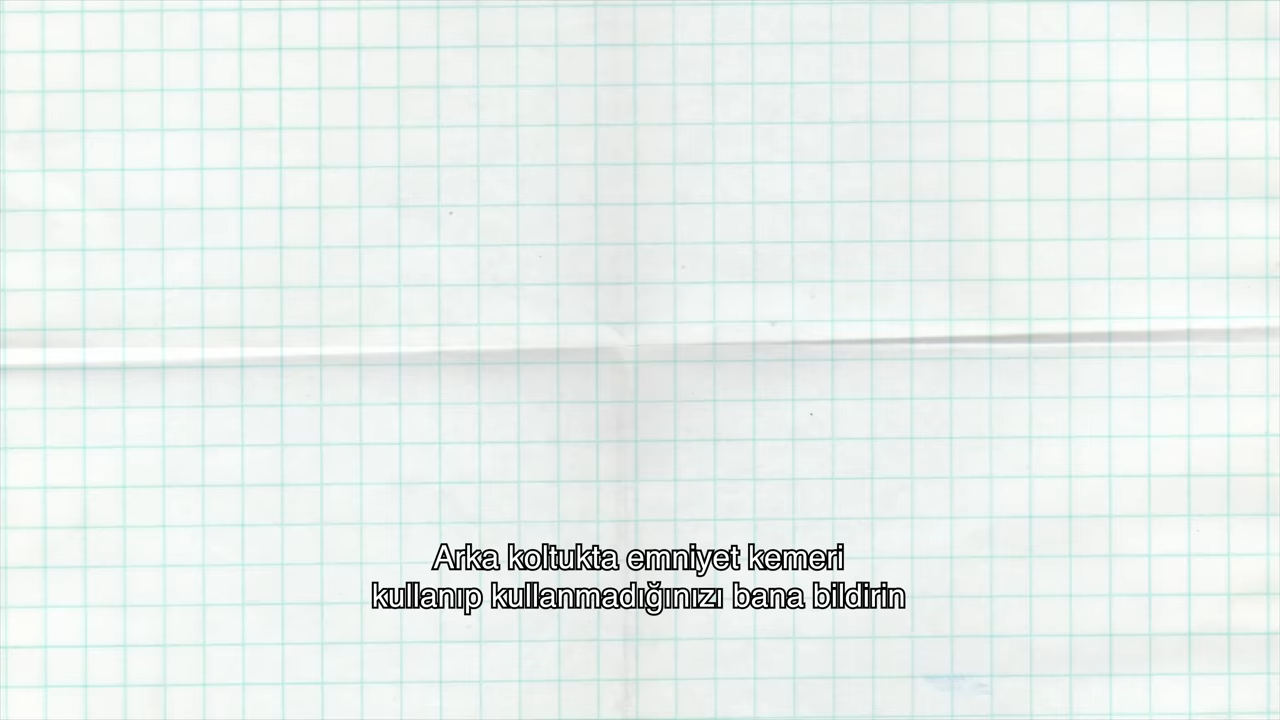 Arka koltukta emniyet kemeri
kullanıp kullanmadığınızı bana bildirin